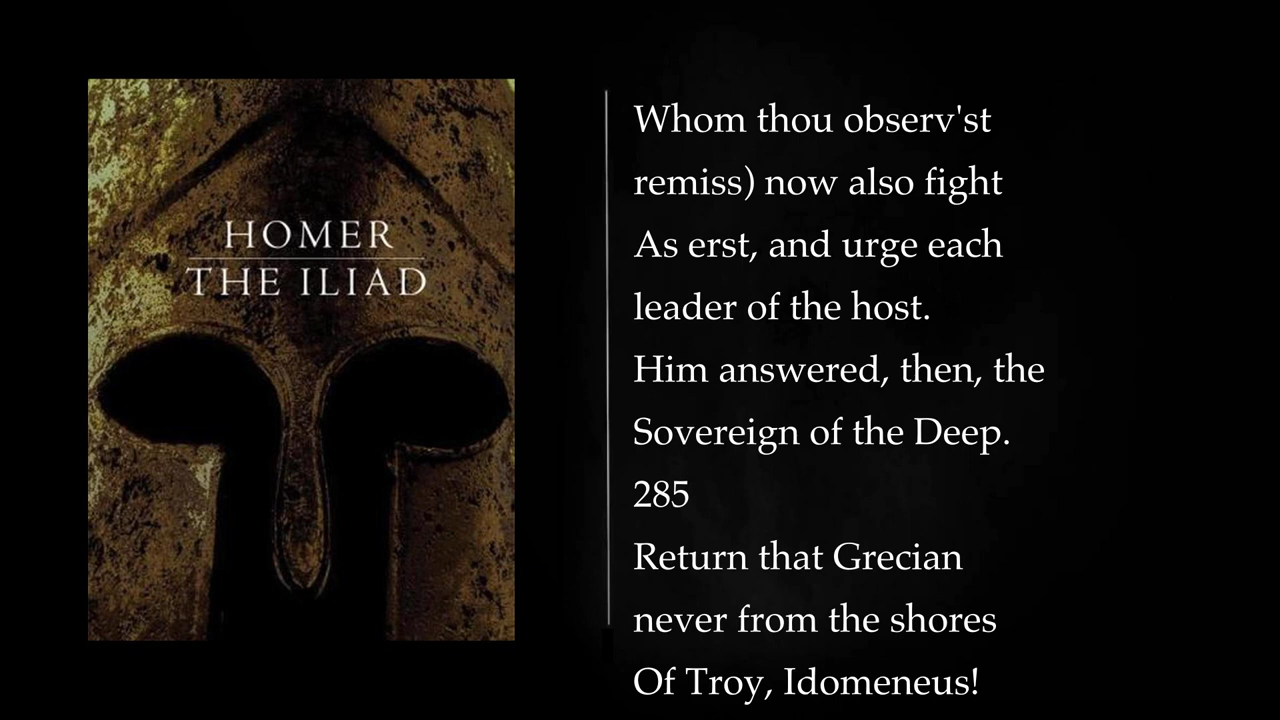 HOMER
THE ILIAD
Whom thou observ'st
remiss) now also fight
As erst, and urge each
leader of the host.
Him answered, then, the
Sovereign of the Deep.
285
Return that Grecian
never from the shores
Of Troy, Idomeneus!